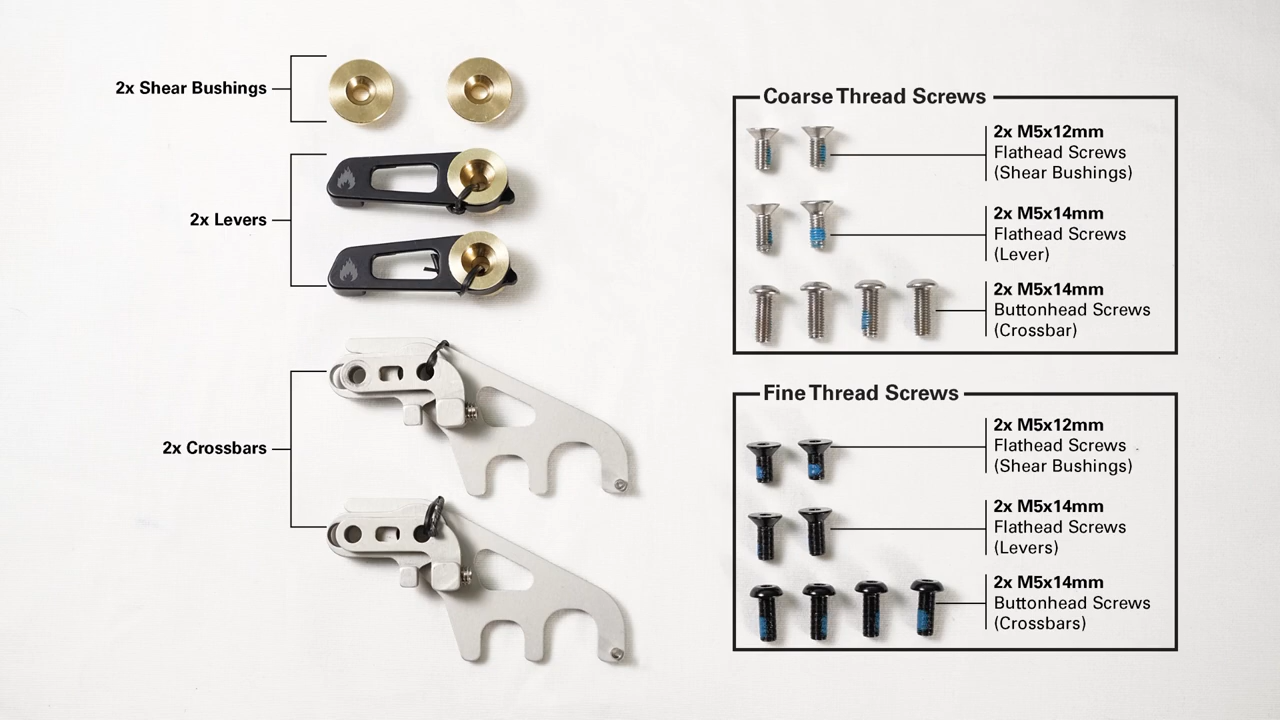 2x Shear Bushings
2x Levers
2x Crossbars
Coarse Thread Screws
2x M5x12mm
Flathead Screws
(Shear Bushings)
2x M5x14mm
Flathead Screws
(Lever)
2x M5x14mm
Buttonhead Screws
(Crossbar)
Fine Thread Screws
2x M5x12mm
Flathead Screws
(Shear Bushings)
2x M5x14mm
Flathead Screws
(Levers)
2x M5x14mm
Buttonhead Screws
(Crossbars)